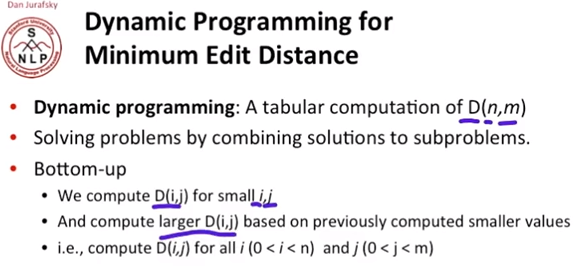 Dan Jurafsky
Stanford University
S
NLP
Natural Language Processing
Dynamic Programming for
Minimum Edit Distance
• Dynamic programming: A tabular computation of D(n,m)
• Solving problems by combining solutions to subproblems.
• Bottom-up
• We compute D(i,j) for small i,j
• And compute larger D(i,j) based on previously computed smaller values
• i.e., compute D(i,j) for all i (0 < i < n) and j (0 < j < m)